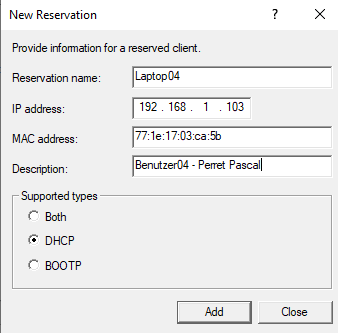 New Reservation
Provide information for a reserved client.
Reservation name: Laptop04
IP address: 192 . 168 . 1 . 103
MAC address: 77:1e:17:03:ca:5b
Description: Benutzer04 - Perret Pascal
Supported types
Both
DHCP
BOOTP
Add Close